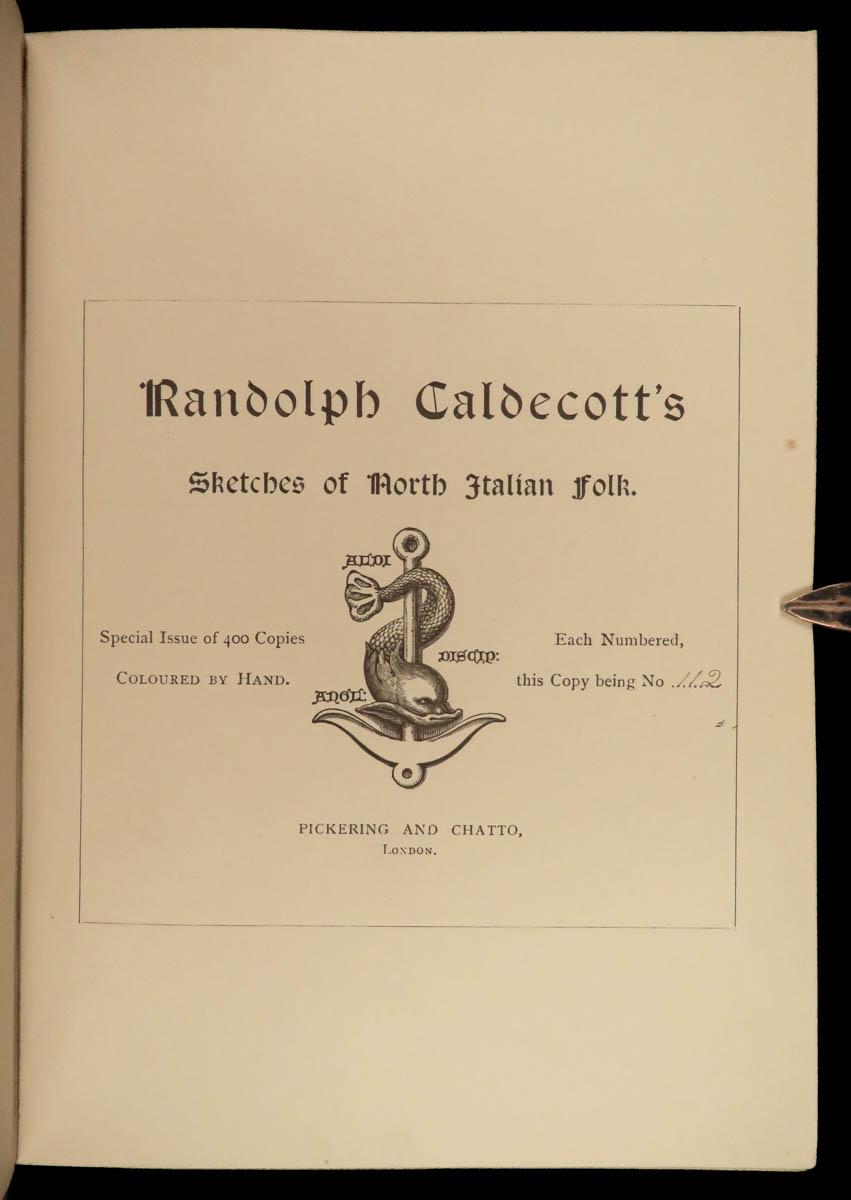 Randolph Caldecott's
Sketches of North Italian Folk.
ALDI
DISCIP:
ANGL:
Special Issue of 400 Copies
COLOURED BY HAND.
Each Numbered,
this Copy being No 112
PICKERING AND CHATTO,
LONDON.